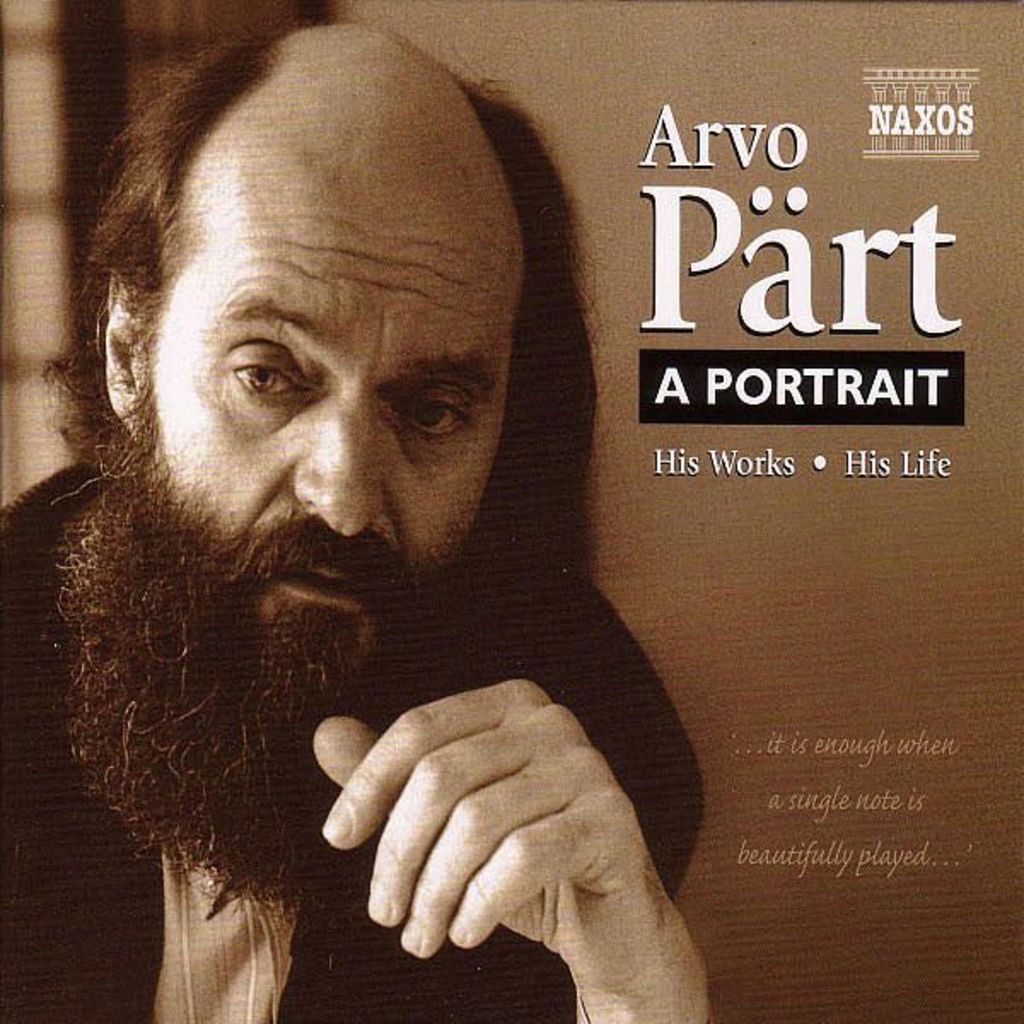 NAXOS
Arvo
Pärt
A PORTRAIT
His Works • His Life
‘...it is enough when
a single note is
beautifully played...’